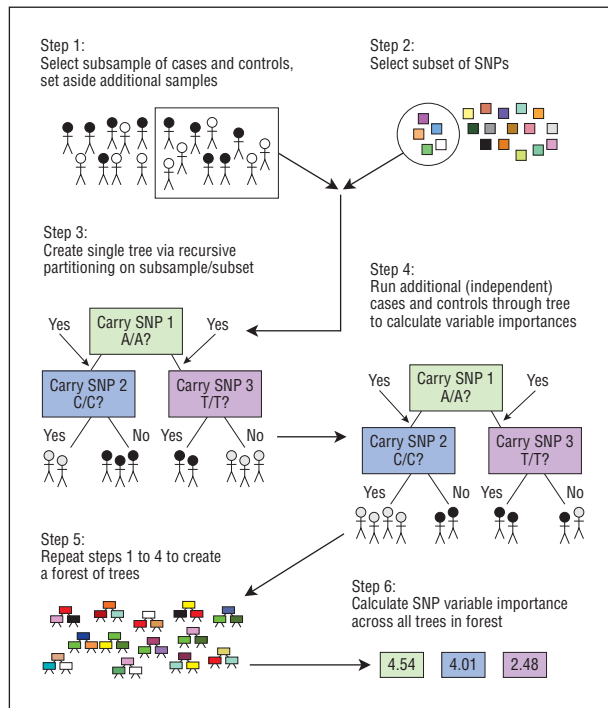 Step 1:
Select subsample of cases and controls,
set aside additional samples
Step 2:
Select subset of SNPs
Step 3:
Create single tree via recursive
partitioning on subsample/subset
Yes
Carry SNP 1
A/A?
Yes
Carry SNP 2
C/C?
Carry SNP 3
T/T?
Yes
No
Yes
No
Step 4:
Run additional (independent)
cases and controls through tree
to calculate variable importances
Yes
Carry SNP 1
A/A?
Yes
Carry SNP 2
C/C?
Carry SNP 3
T/T?
Yes
No
Yes
No
Step 5:
Repeat steps 1 to 4 to create
a forest of trees
Step 6:
Calculate SNP variable importance
across all trees in forest
4.54
4.01
2.48